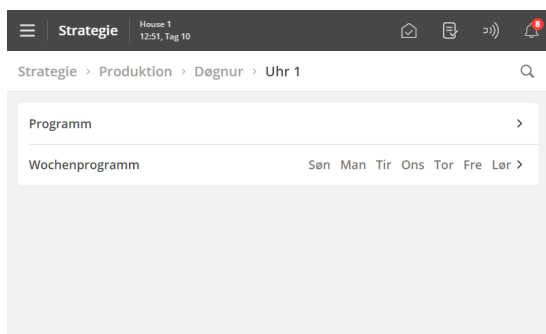 Strategie
House 1
12:51, Tag 10
8
Strategie > Produktion > Døgnur > Uhr 1
Programm
Wochenprogramm Søn Man Tir Ons Tor Fre Lør